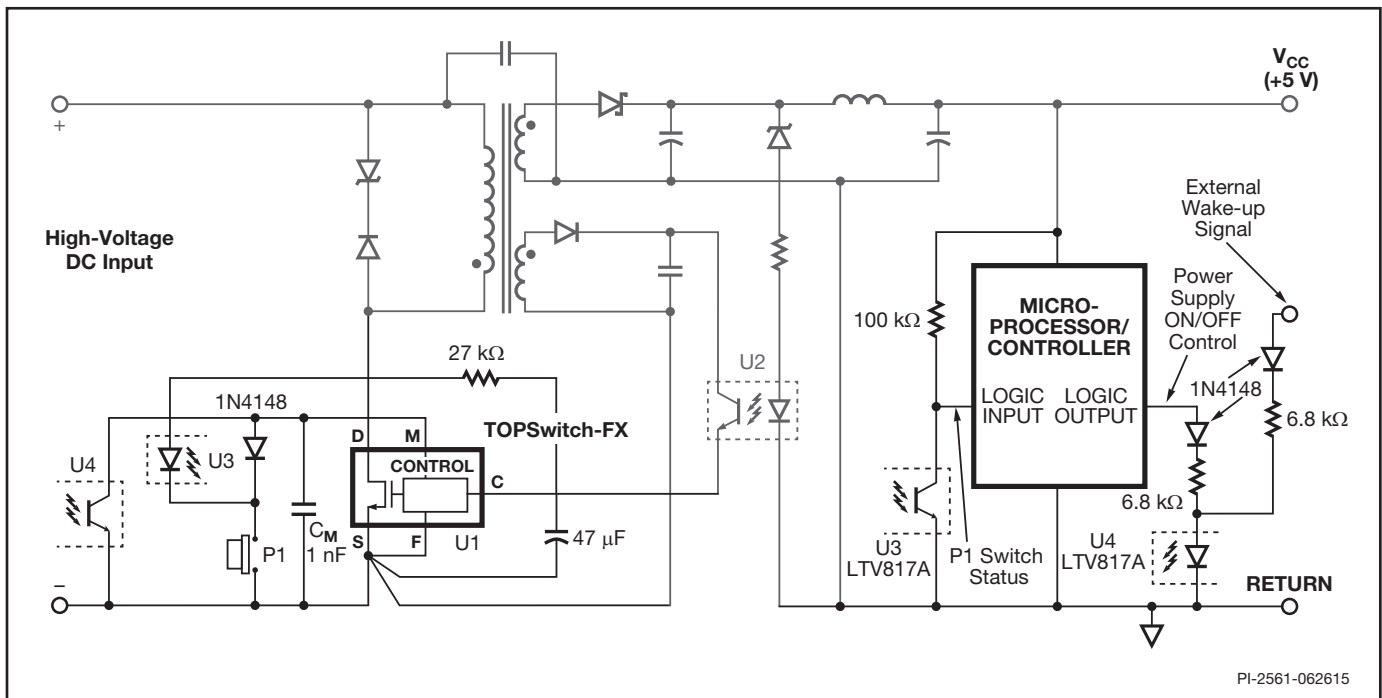 VCC
(+5 V)
+
High-Voltage
DC Input
External
Wake-up
Signal
Power
Supply
ON/OFF
Control
100 kΩ
MICRO-
PROCESSOR/
CONTROLLER
LOGIC
INPUT
LOGIC
OUTPUT
1N4148
6.8 kΩ
6.8 kΩ
27 kΩ
U2
1N4148
TOPSwitch-FX
D
M
CONTROL
C
S
F
U1
U4
U3
CM
1 nF
P1
47 μF
U3
LTV817A
P1 Switch
Status
U4
LTV817A
–
RETURN
PI-2561-062615